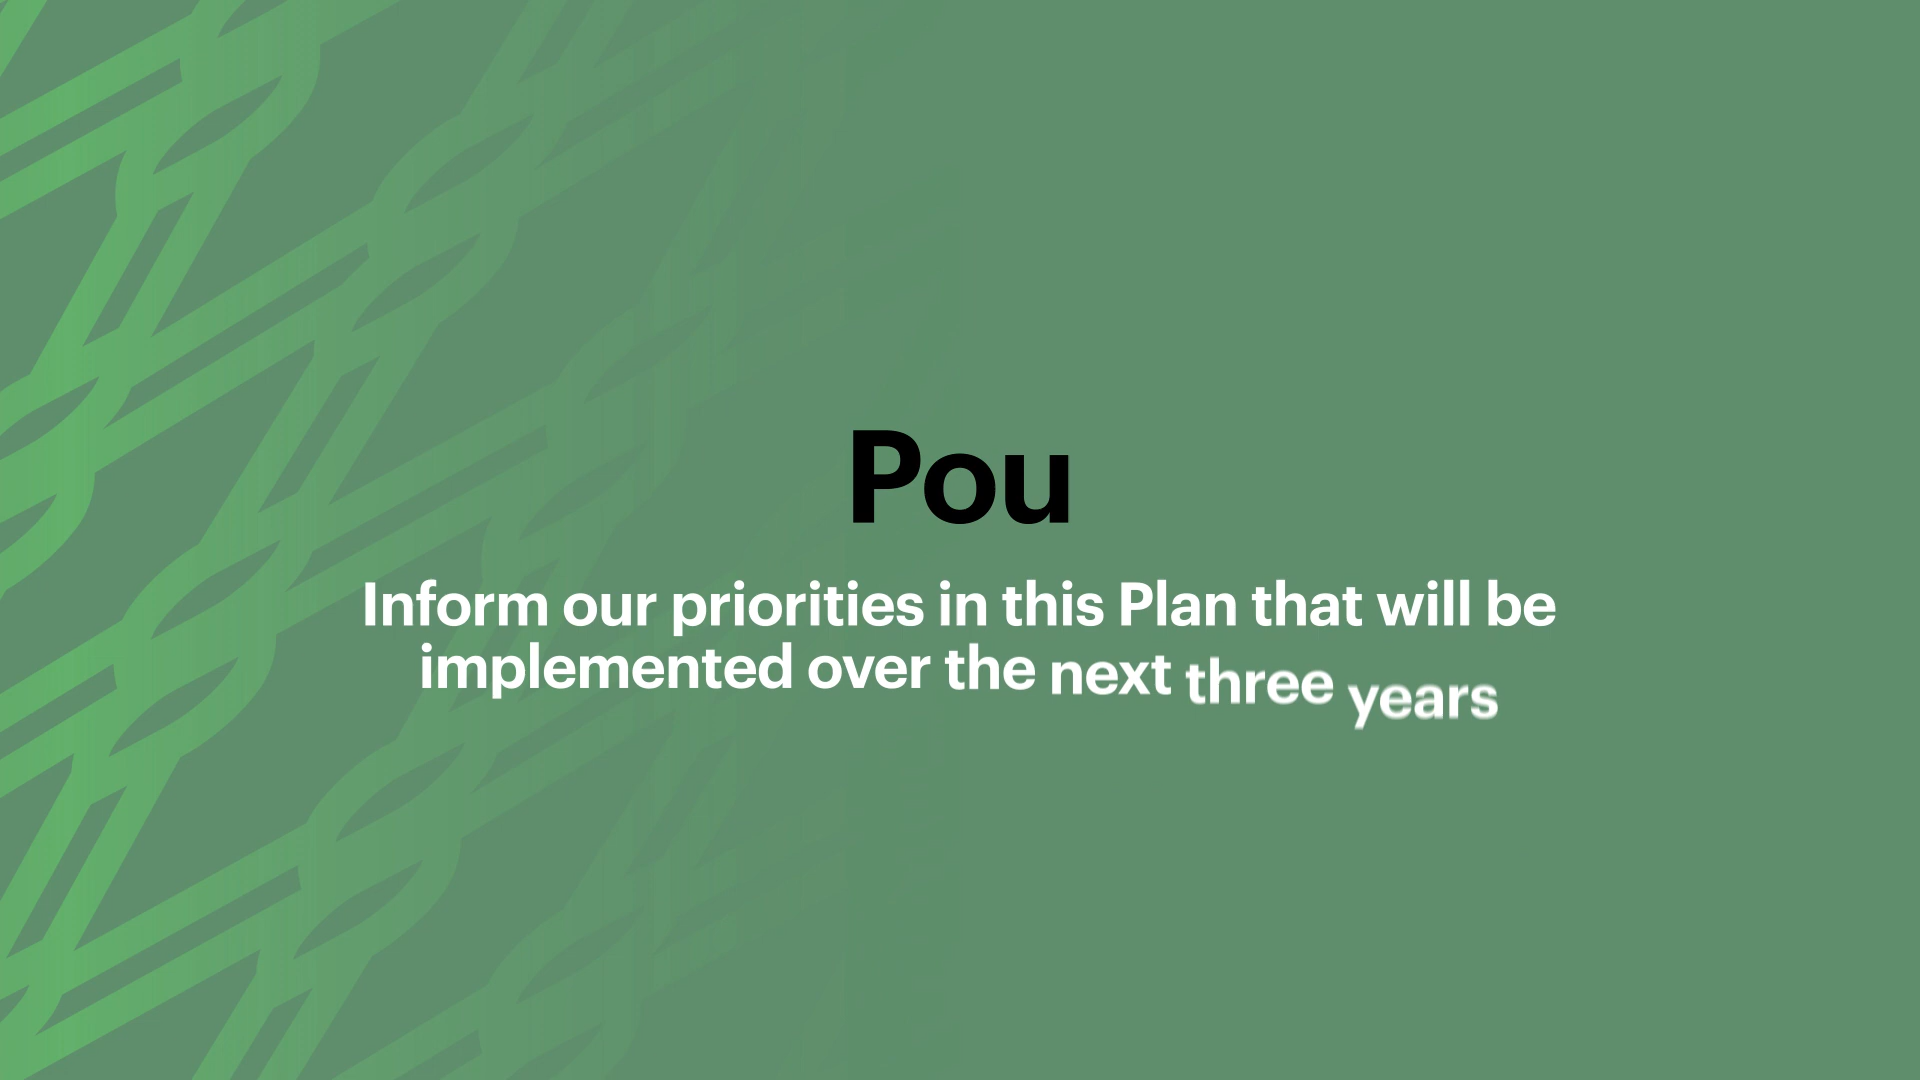 Pou
Inform our priorities in this Plan that will be
implemented over the next three years